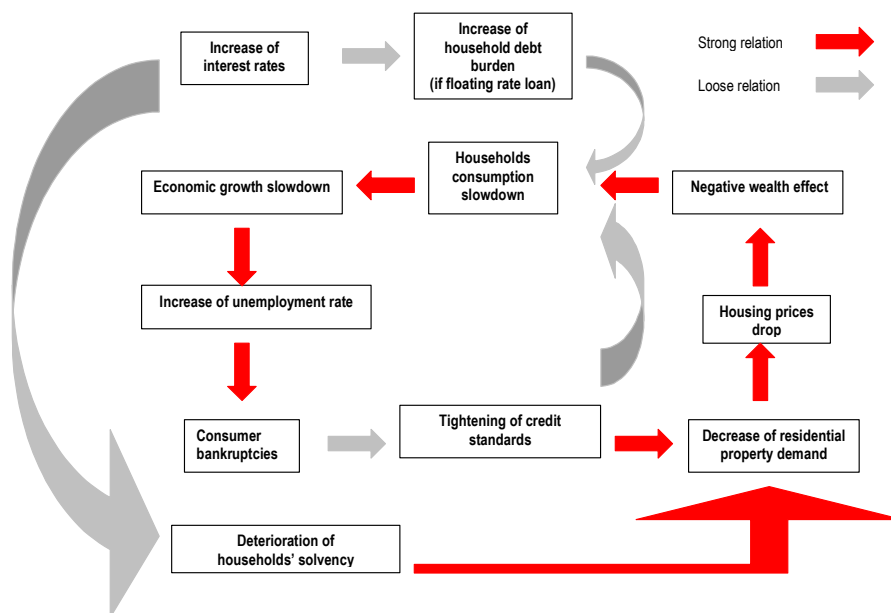 Increase of
interest rates
Increase of
household debt
burden
(if floating rate loan)
Strong relation
Loose relation
Economic growth slowdown
Households
consumption
slowdown
Negative wealth effect
Increase of unemployment rate
Housing prices
drop
Consumer
bankruptcies
Tightening of credit
standards
Decrease of residential
property demand
Deterioration of
households’ solvency